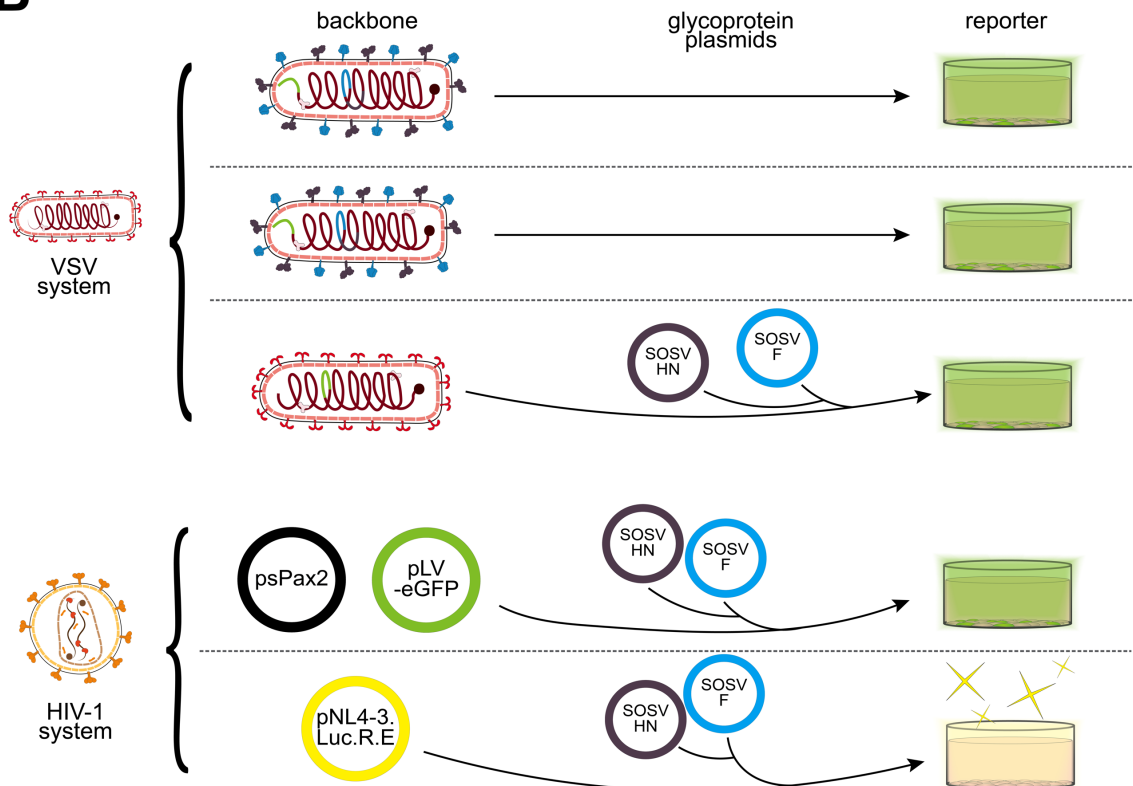 backbone
glycoprotein
plasmids
reporter
VSV
system
SOSV
HN
SOSV
F
psPax2
pLV
-eGFP
SOSV
HN
SOSV
F
HIV-1
system
pNL4-3.
Luc.R.E
SOSV
HN
SOSV
F